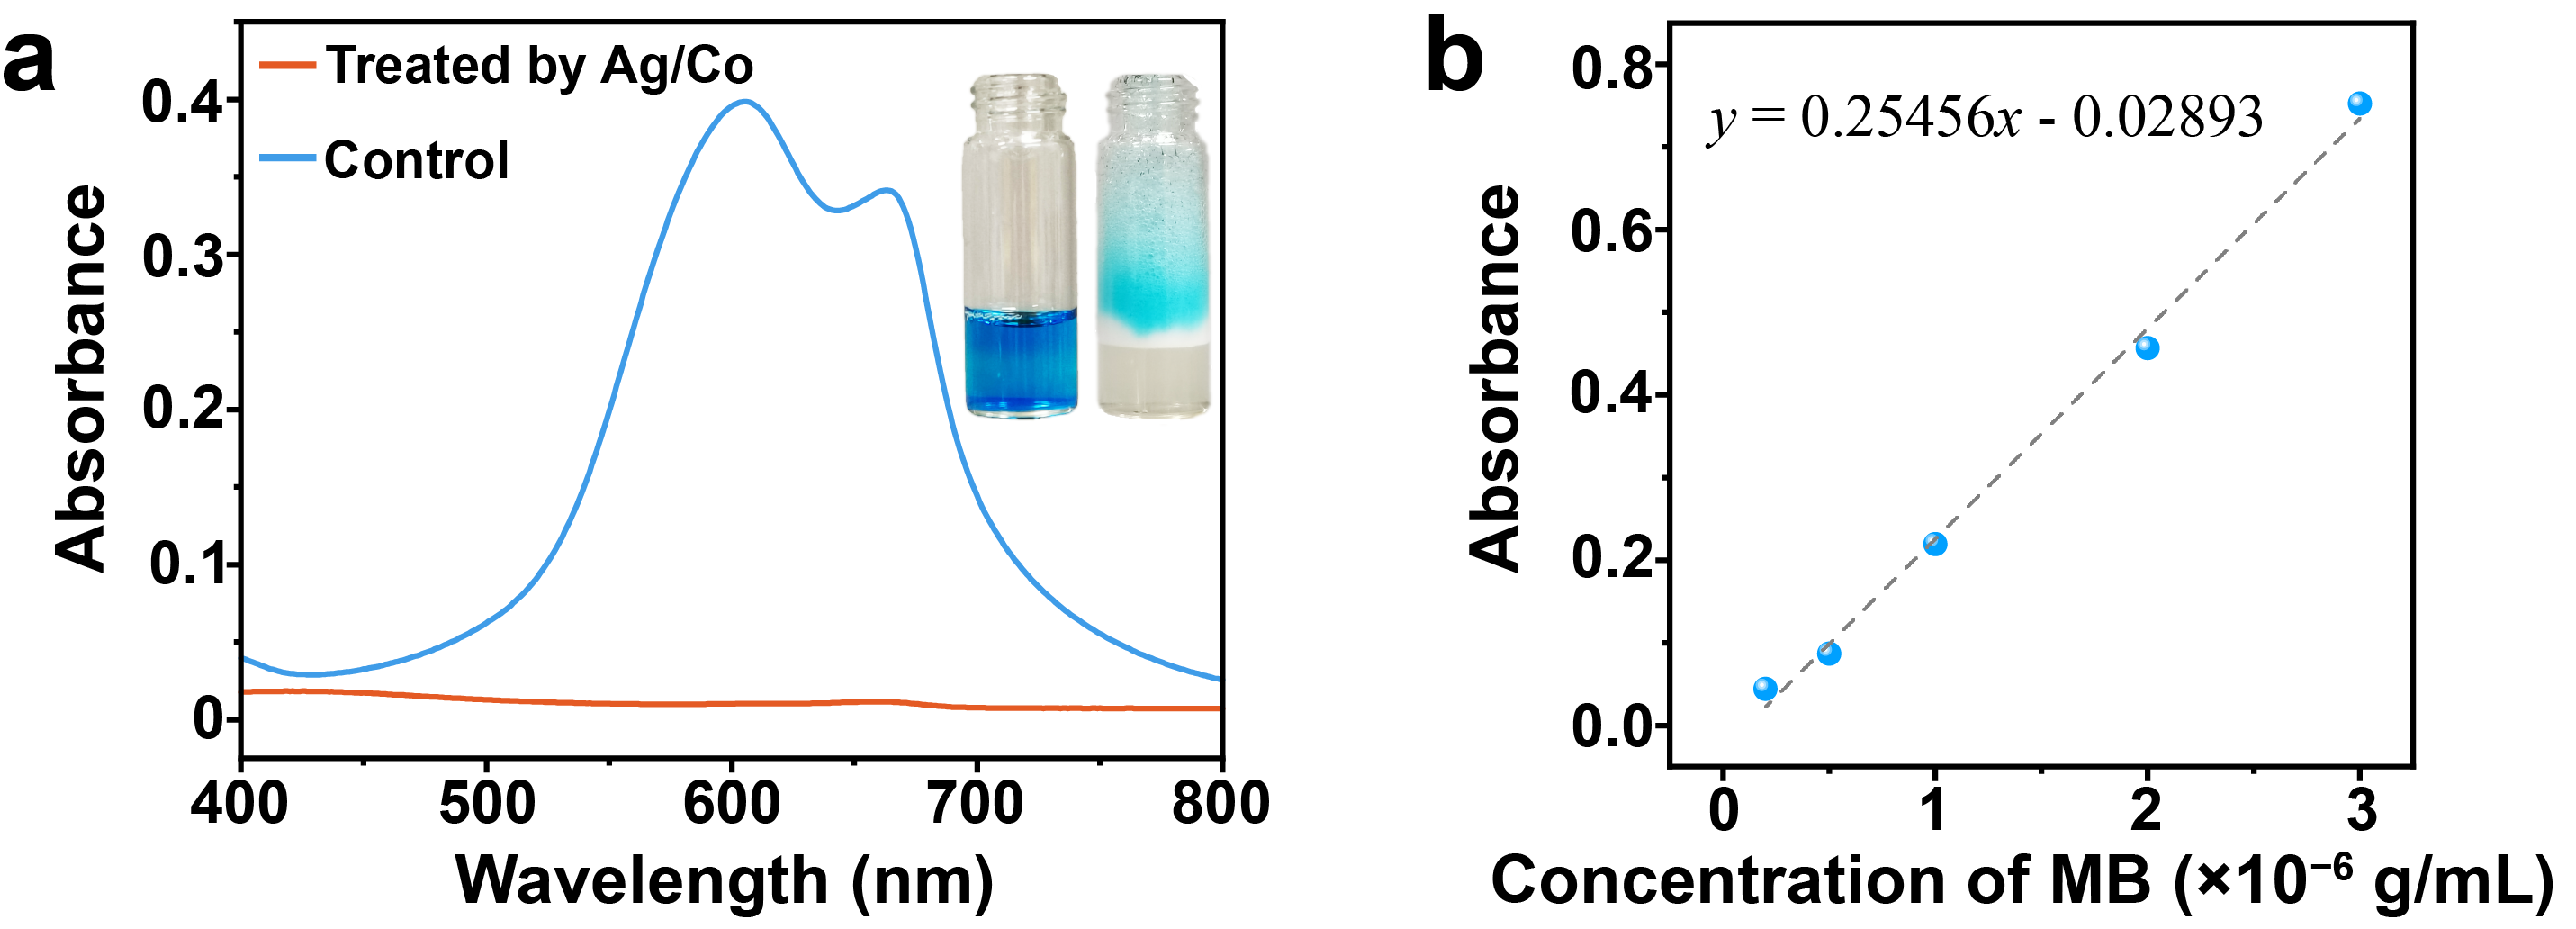 a
Treated by Ag/Co
Control
Absorbance
0.4
0.3
0.2
0.1
0
400 500 600 700 800
Wavelength (nm)
b
y = 0.25456x - 0.02893
Absorbance
0.8
0.6
0.4
0.2
0.0
0 1 2 3
Concentration of MB (×10⁻⁶ g/mL)